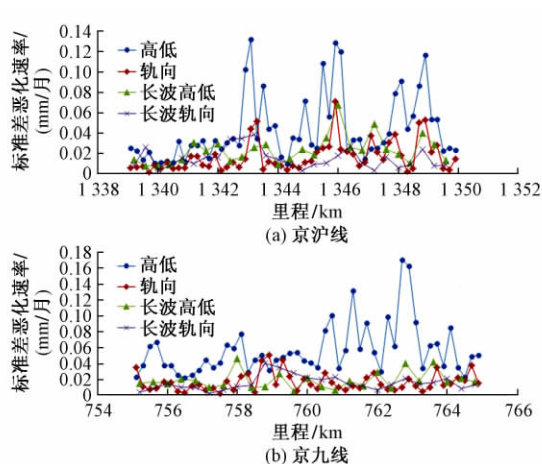 标准差恶化速率/
(mm/月)
0.14
0.12
0.10
0.08
0.06
0.04
0.02
0
高低
轨向
长波高低
长波轨向
1 338 1 340 1 342 1 344 1 346 1 348 1 350 1 352
里程/km
(a) 京沪线
标准差恶化速率/
(mm/月)
0.18
0.16
0.14
0.12
0.10
0.08
0.06
0.04
0.02
0
高低
轨向
长波高低
长波轨向
754 756 758 760 762 764 766
里程/km
(b) 京九线